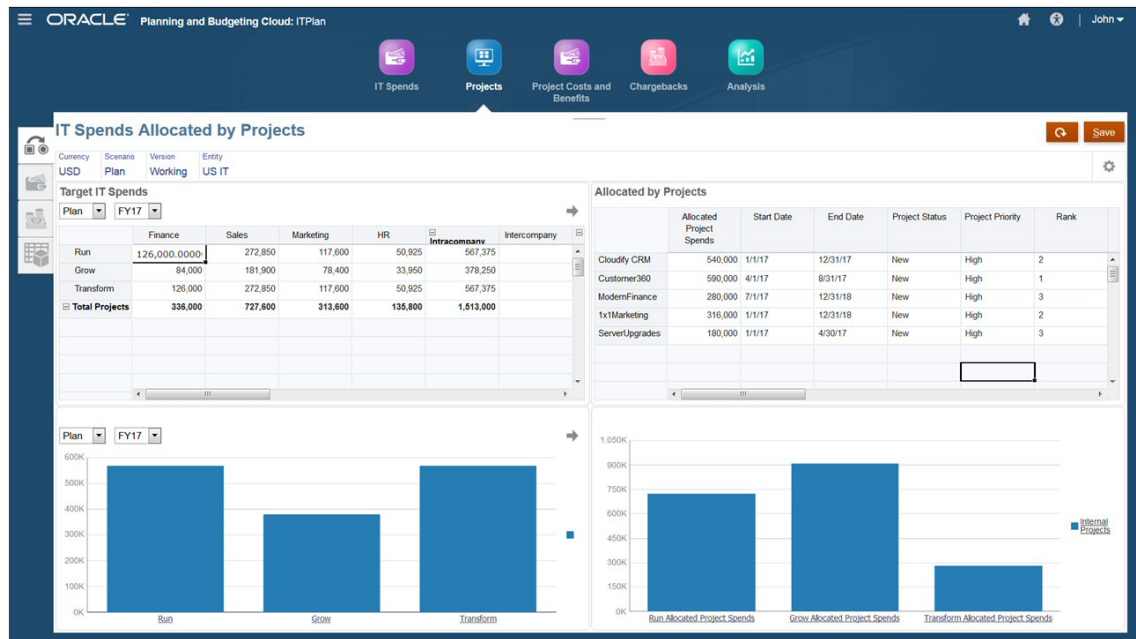 ORACLE Planning and Budgeting Cloud: ITPlan
John
IT Spends
Projects
Project Costs and
Benefits
Chargebacks
Analysis
IT Spends Allocated by Projects
Save
Currency Scenario Version Entity
USD Plan Working US IT
Target IT Spends
Plan FY17
Finance Sales Marketing HR Intracompany Intercompany
Run 126,000.0000 272,850 117,600 50,925 567,375
Grow 84,000 181,900 78,400 33,950 378,250
Transform 126,000 272,850 117,600 50,925 567,375
Total Projects 336,000 727,600 313,600 135,800 1,513,000
Allocated by Projects
Allocated
Project
Spends
Start Date End Date Project Status Project Priority Rank
Cloudify CRM 540,000 1/1/17 12/31/17 New High 2
Customer360 590,000 4/1/17 8/31/17 New High 1
ModernFinance 280,000 7/1/17 12/31/18 New High 3
1x1Marketing 316,000 1/1/17 12/31/18 New High 2
ServerUpgrades 180,000 1/1/17 4/30/17 New High 3
Plan FY17
600K
500K
400K
300K
200K
100K
0K
Run Grow Transform
1,050K
900K
750K
600K
450K
300K
150K
0K
Run Allocated Project Spends Grow Allocated Project Spends Transform Allocated Project Spends
Internal
Projects